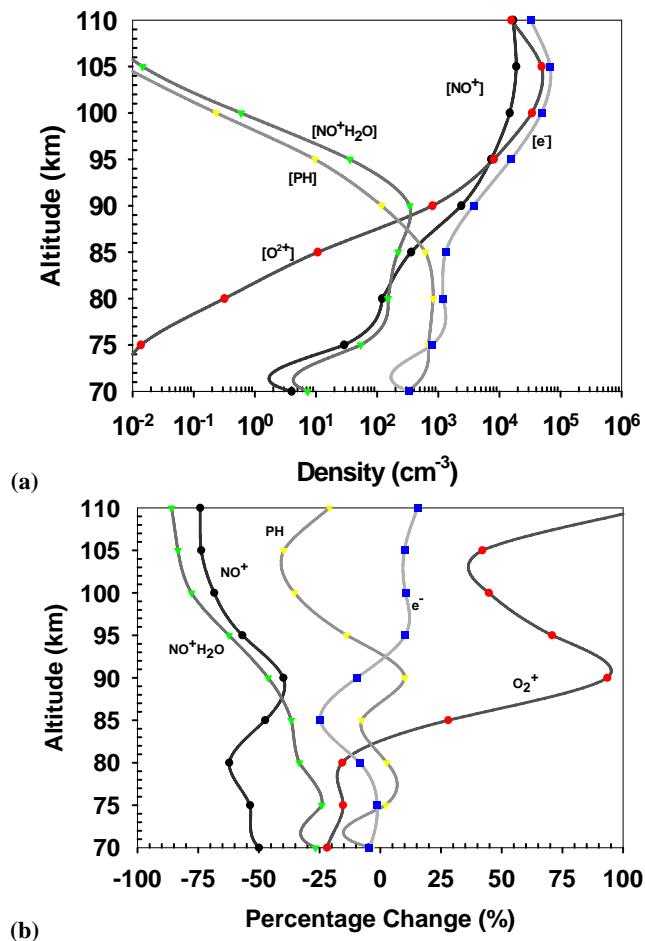 110
105
100
95
90
85
80
75
70
Altitude (km)
[NO⁺]
[NO⁺H₂O]
[e⁻]
[PH]
[O²⁺]
10⁻² 10⁻¹ 10⁰ 10¹ 10² 10³ 10⁴ 10⁵ 10⁶
Density (cm⁻³)
(a)
110
105
100
95
90
85
80
75
70
Altitude (km)
PH
NO⁺
e⁻
NO⁺H₂O
O₂⁺
-100 -75 -50 -25 0 25 50 75 100
Percentage Change (%)
(b)